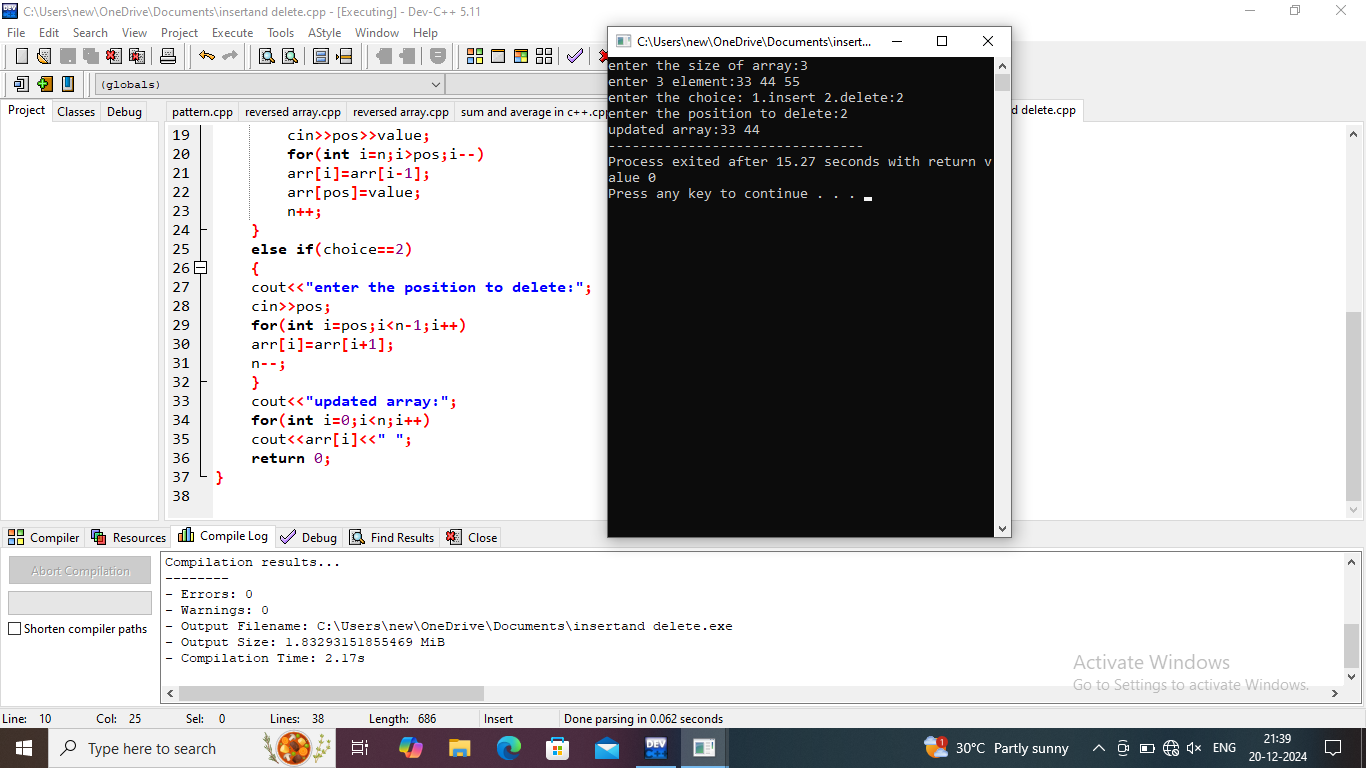 C:\Users\new\OneDrive\Documents\insertand delete.cpp - [Executing] - Dev-C++ 5.11
File Edit Search View Project Execute Tools AStyle Window Help
(globals)
Project Classes Debug
pattern.cpp reversed array.cpp reversed array.cpp sum and average in c++.cpp d delete.cpp
19 cin>>pos>>value;
20 for(int i=n;i>pos;i--)
21 arr[i]=arr[i-1];
22 arr[pos]=value;
23 n++;
24 }
25 else if(choice==2)
26 {
27 cout<<"enter the position to delete:";
28 cin>>pos;
29 for(int i=pos;i<n-1;i++)
30 arr[i]=arr[i+1];
31 n--;
32 }
33 cout<<"updated array:";
34 for(int i=0;i<n;i++)
35 cout<<arr[i]<<" ";
36 return 0;
37 }
38
C:\Users\new\OneDrive\Documents\insert...
enter the size of array:3
enter 3 element:33 44 55
enter the choice: 1.insert 2.delete:2
enter the position to delete:2
updated array:33 44
--------------------------------
Process exited after 15.27 seconds with return v
alue 0
Press any key to continue . . .
Compiler Resources Compile Log Debug Find Results Close
Abort Compilation
Shorten compiler paths
Compilation results...
--------
- Errors: 0
- Warnings: 0
- Output Filename: C:\Users\new\OneDrive\Documents\insertand delete.exe
- Output Size: 1.83293151855469 MiB
- Compilation Time: 2.17s
Activate Windows
Go to Settings to activate Windows.
Line: 10 Col: 25 Sel: 0 Lines: 38 Length: 686 Insert Done parsing in 0.062 seconds
Type here to search
DEV
1
30°C Partly sunny
ENG
21:39
20-12-2024